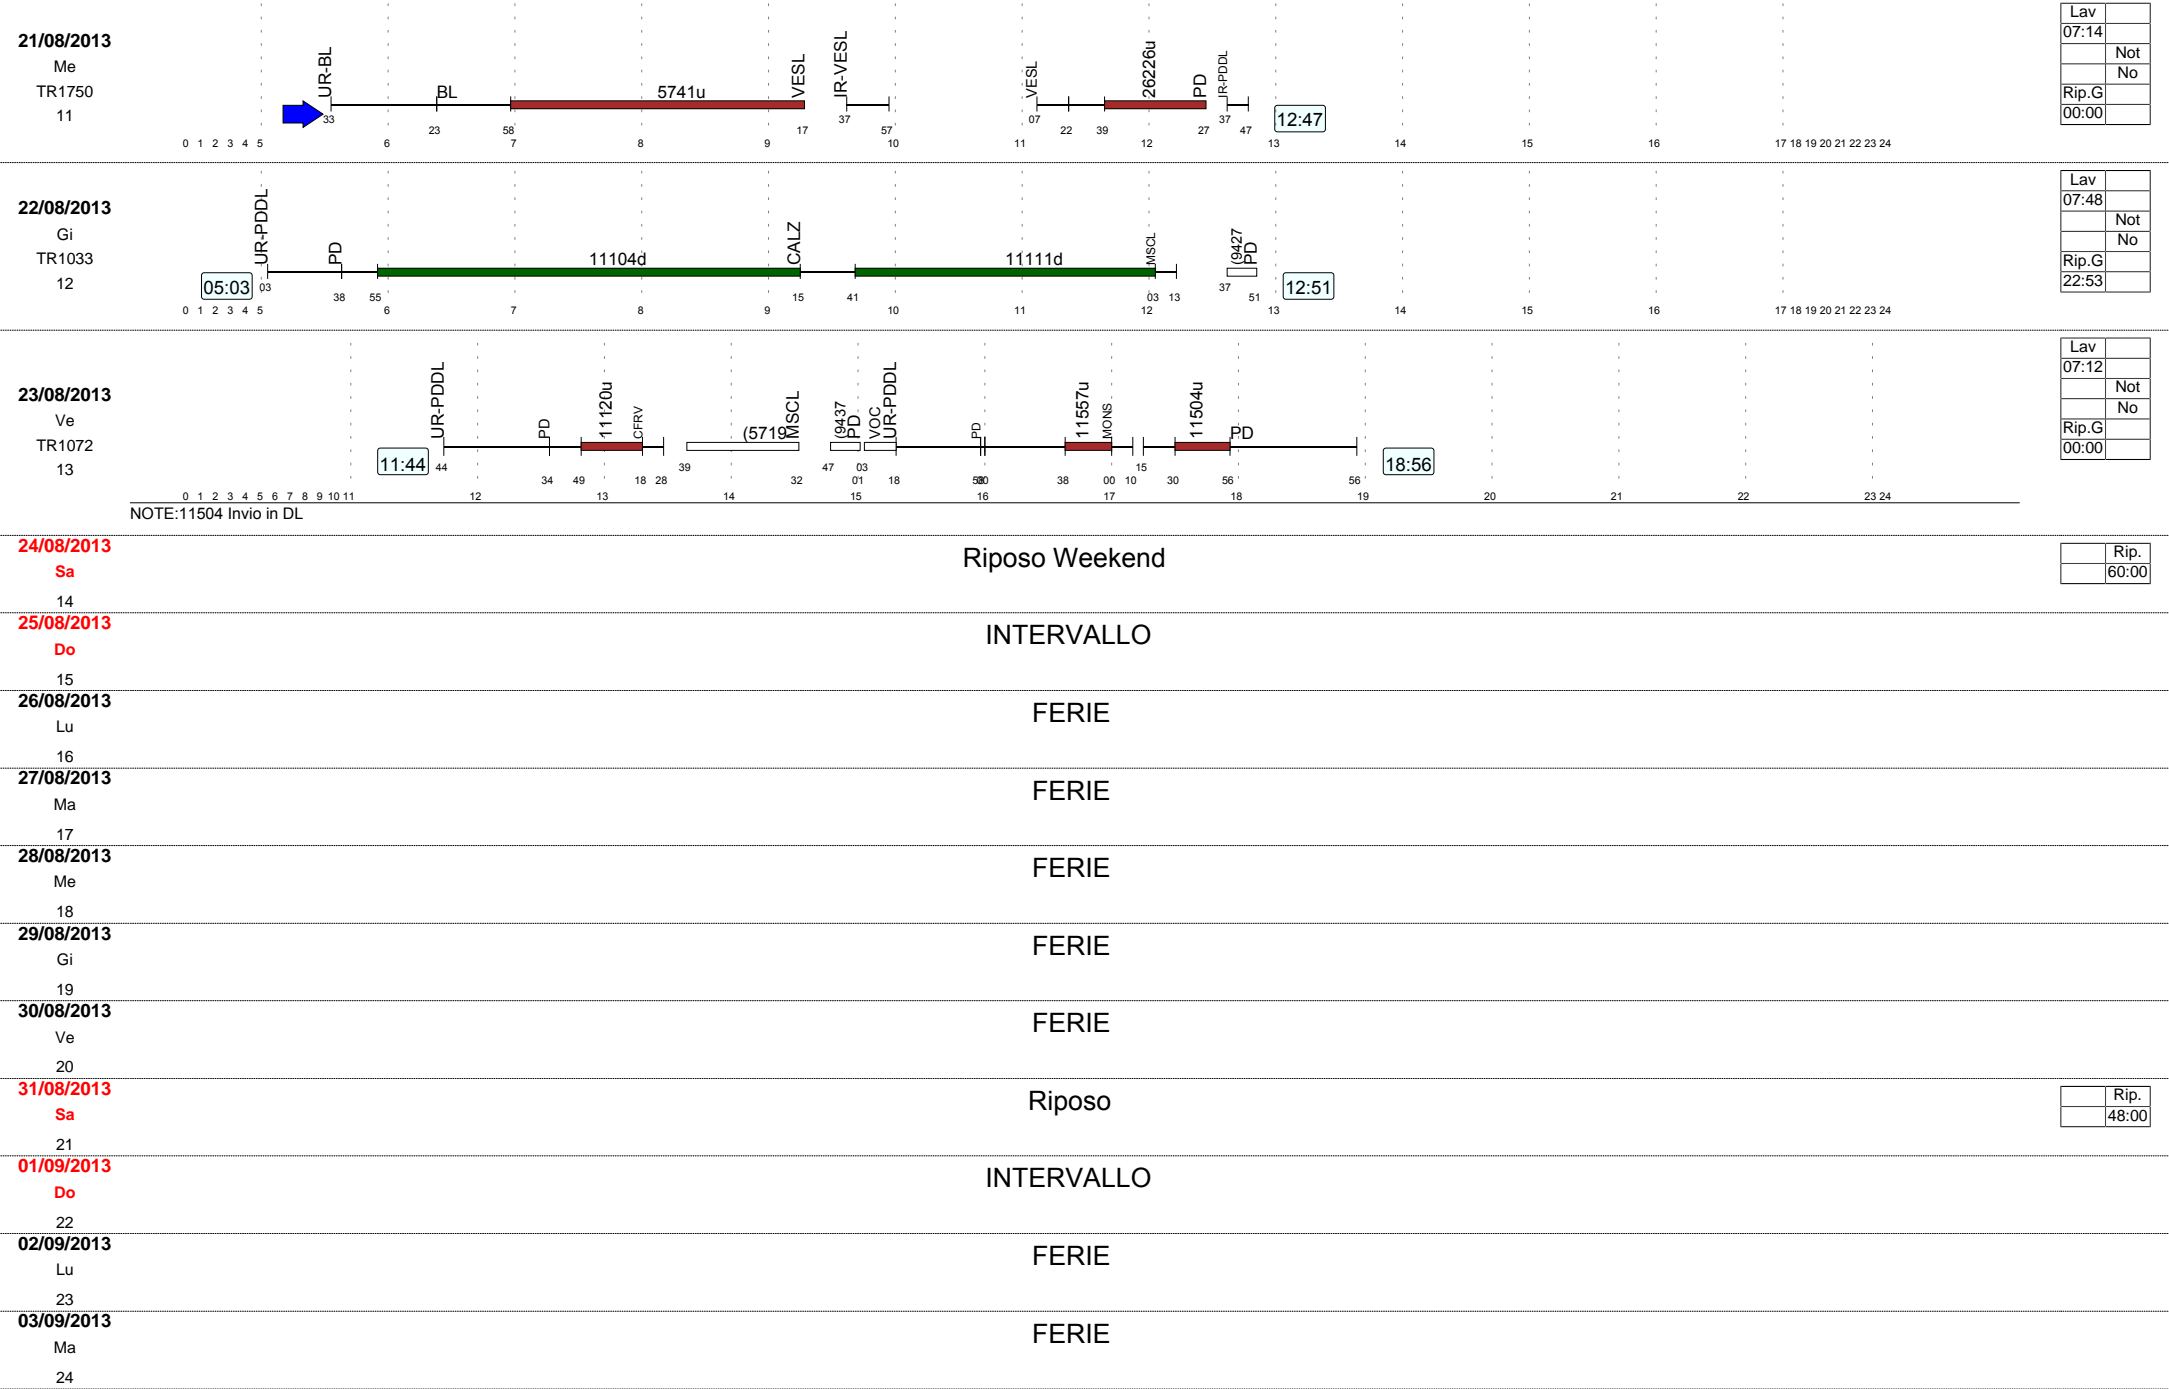 21/08/2013
Me
TR1750
11
UR-BL
BL
5741u
VESL
IR-VESL
VESL
26226u
PD
IR-PDDL
33 23 58 17 37 57 07 22 39 27 37 47
12:47
0 1 2 3 4 5 6 7 8 9 10 11 12 13 14 15 16 17 18 19 20 21 22 23 24
Lav
07:14
Not
No
Rip.G
00:00
22/08/2013
Gi
TR1033
12
05:03
UR-PDDL
PD
11104d
CALZ
11111d
MSCL
(9427
PD
03 38 55 15 41 03 13 37 51
12:51
0 1 2 3 4 5 6 7 8 9 10 11 12 13 14 15 16 17 18 19 20 21 22 23 24
Lav
07:48
Not
No
Rip.G
22:53
23/08/2013
Ve
TR1072
13
11:44
UR-PDDL
PD
11120u
CFRV
(5719
MSCL
(9437
PD
VOC
UR-PDDL
PD
11557u
MONS
11504u
PD
44 34 49 18 28 39 32 47 01 03 18 38 00 10 15 30 56 56
18:56
0 1 2 3 4 5 6 7 8 9 10 11 12 13 14 15 16 17 18 19 20 21 22 23 24
Lav
07:12
Not
No
Rip.G
00:00
NOTE:11504 Invio in DL
24/08/2013
Sa
14
Riposo Weekend
Rip.
60:00
25/08/2013
Do
15
INTERVALLO
26/08/2013
Lu
16
FERIE
27/08/2013
Ma
17
FERIE
28/08/2013
Me
18
FERIE
29/08/2013
Gi
19
FERIE
30/08/2013
Ve
20
FERIE
31/08/2013
Sa
21
Riposo
Rip.
48:00
01/09/2013
Do
22
INTERVALLO
02/09/2013
Lu
23
FERIE
03/09/2013
Ma
24
FERIE